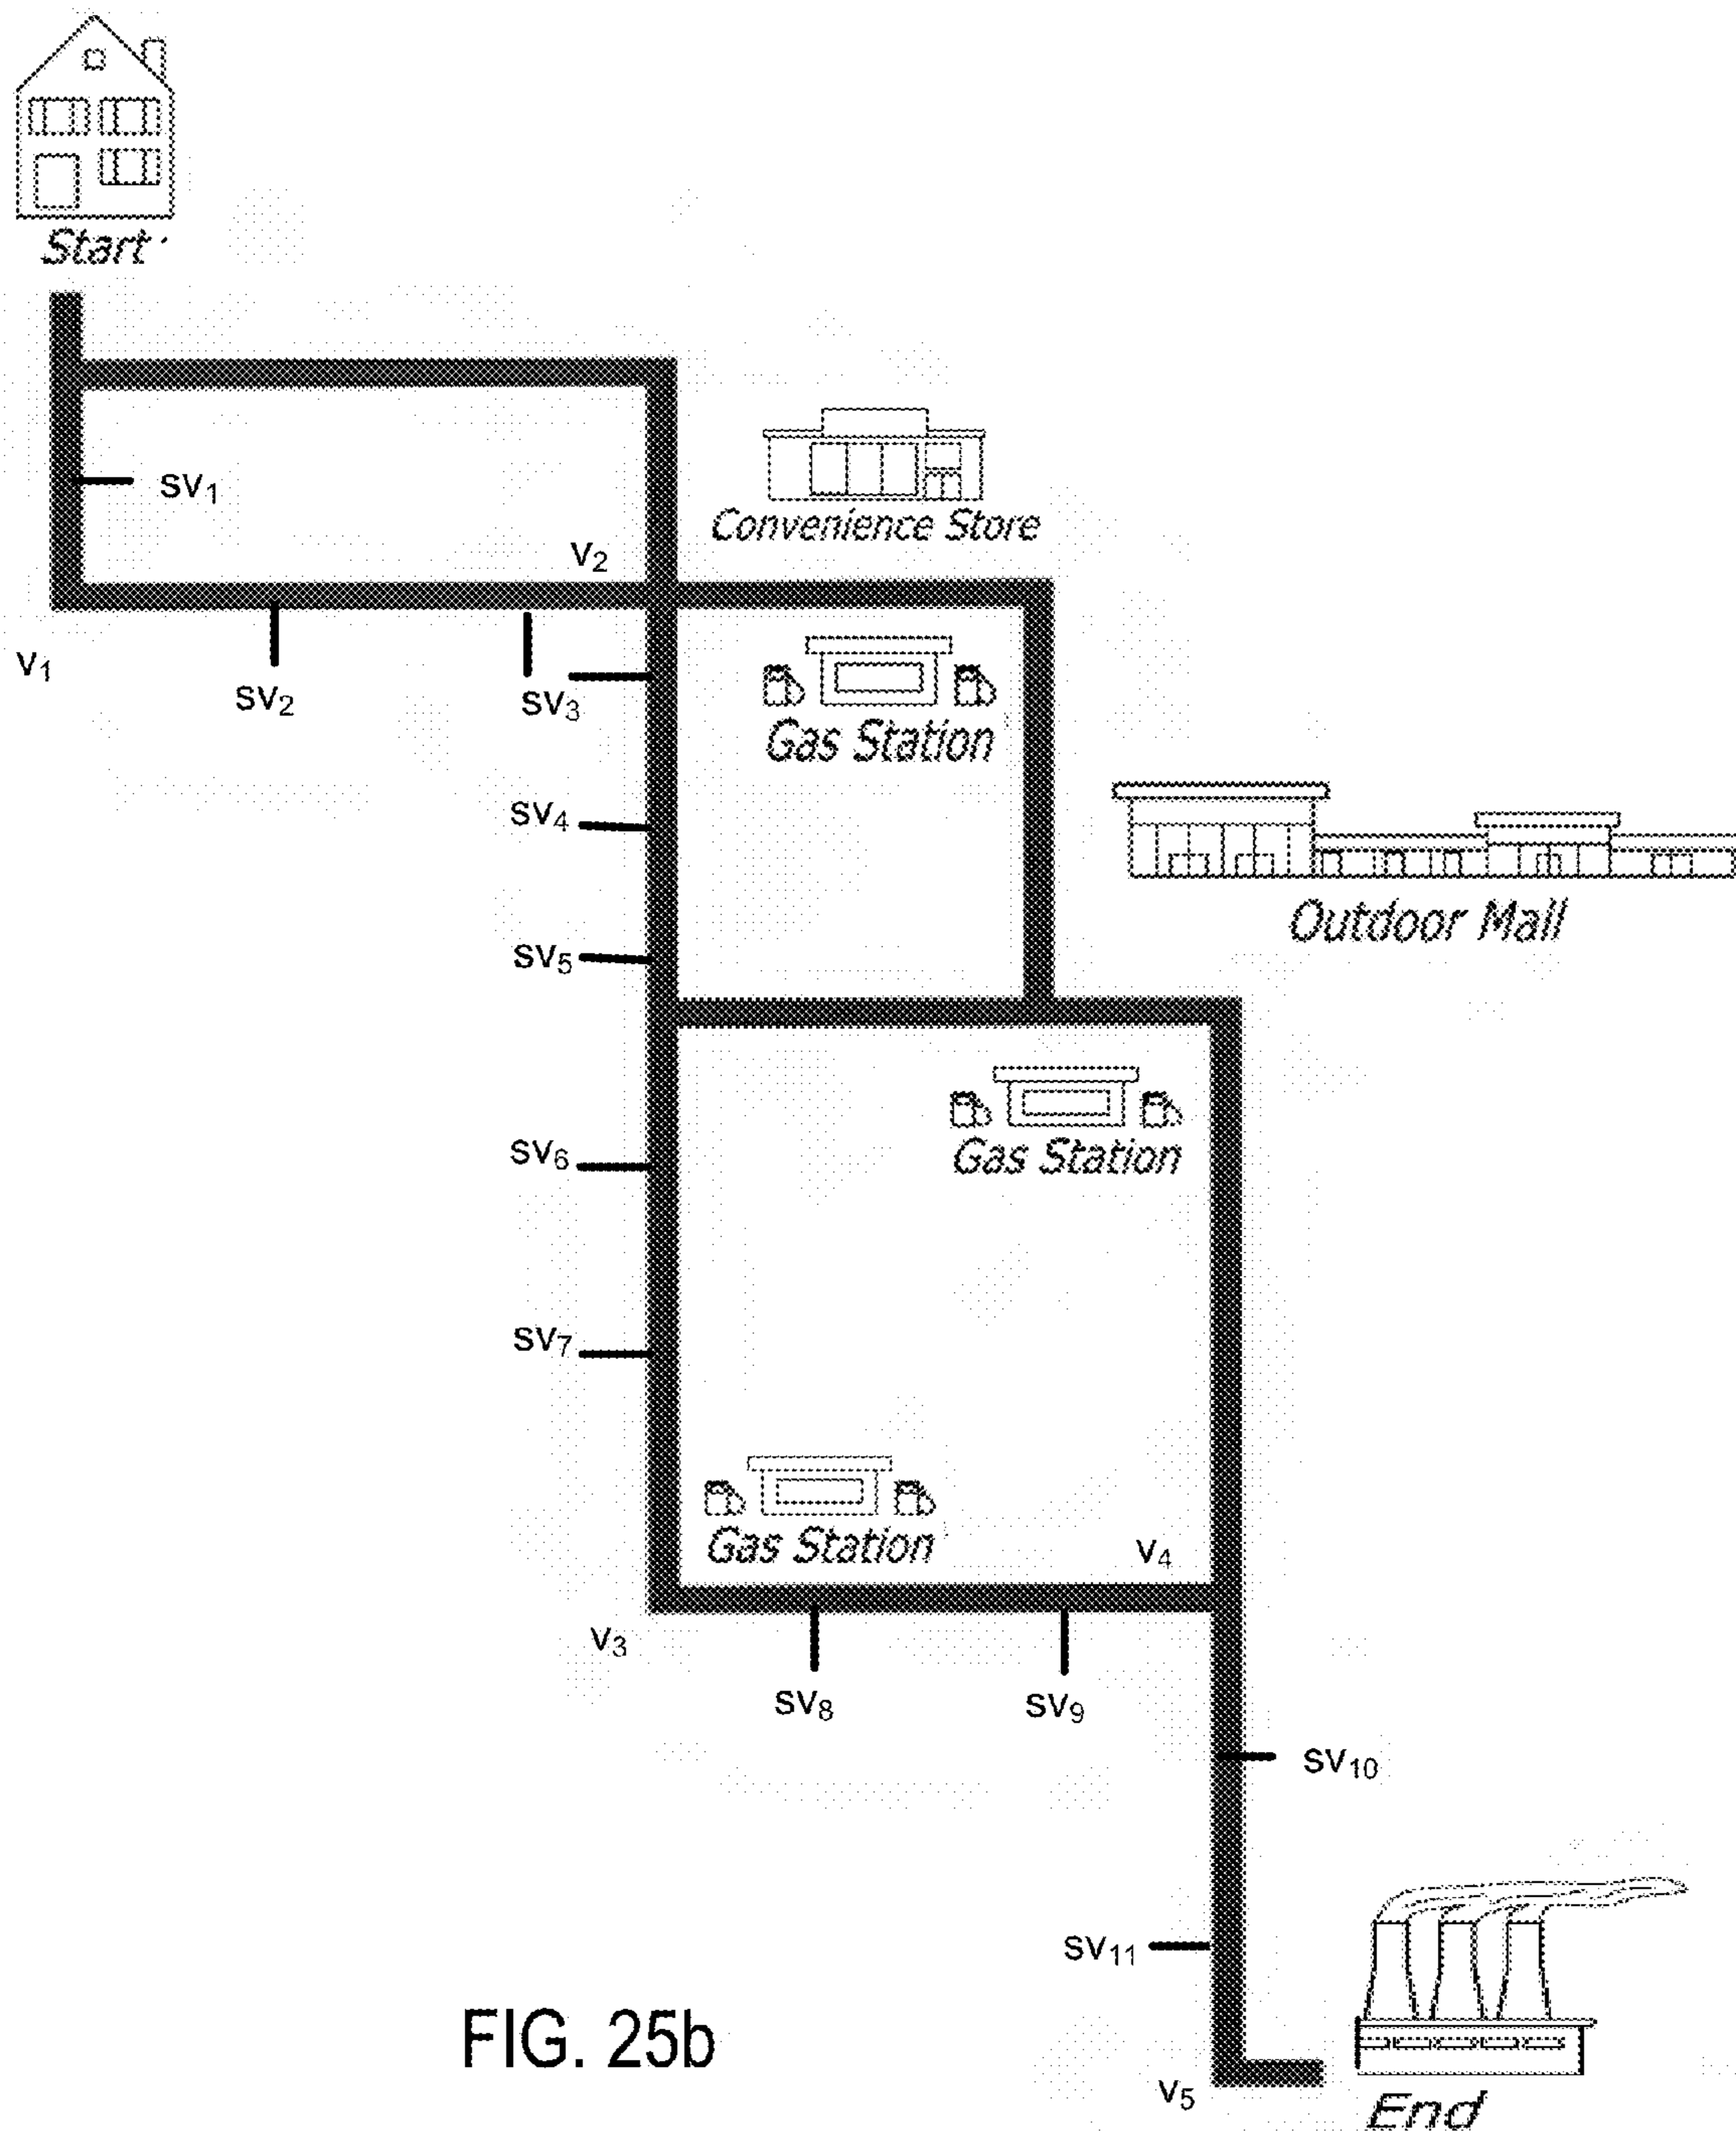 Start
sv₁
Convenience Store
v₂
v₁
sv₂
sv₃
Gas Station
sv₄
Outdoor Mall
sv₅
Gas Station
sv₆
sv₇
Gas Station
v₄
v₃
sv₈
sv₉
sv₁₀
sv₁₁
FIG. 25b
v₅
End